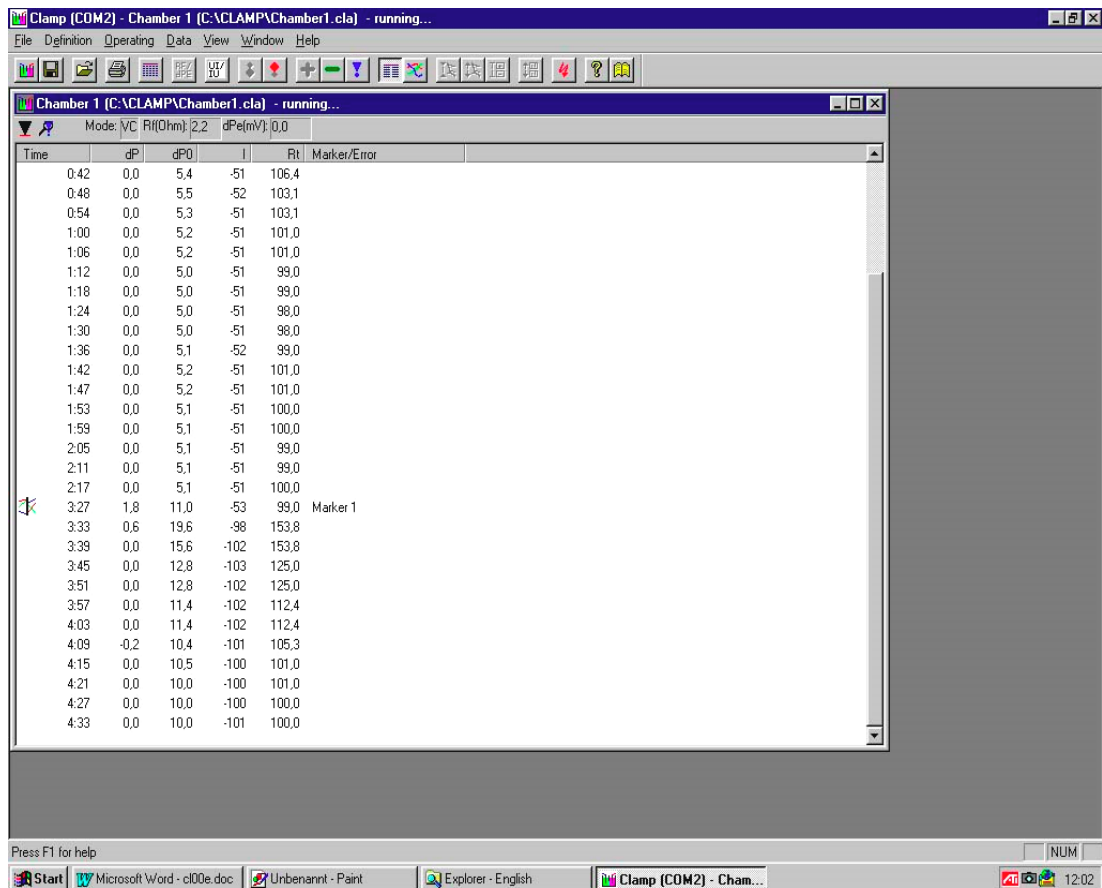 Clamp (COM2) - Chamber 1 (C:\CLAMP\Chamber1.cla) - running...
File Definition Operating Data View Window Help
Chamber 1 (C:\CLAMP\Chamber1.cla) - running...
Mode: VC Rf(Ohm): 2,2 dPe(mV): 0,0
Time dP dP0 I Rt Marker/Error
0:42 0,0 5,4 -51 106,4
0:48 0,0 5,5 -52 103,1
0:54 0,0 5,3 -51 103,1
1:00 0,0 5,2 -51 101,0
1:06 0,0 5,2 -51 101,0
1:12 0,0 5,0 -51 99,0
1:18 0,0 5,0 -51 99,0
1:24 0,0 5,0 -51 98,0
1:30 0,0 5,0 -51 98,0
1:36 0,0 5,1 -52 99,0
1:42 0,0 5,2 -51 101,0
1:47 0,0 5,2 -51 101,0
1:53 0,0 5,1 -51 100,0
1:59 0,0 5,1 -51 100,0
2:05 0,0 5,1 -51 99,0
2:11 0,0 5,1 -51 99,0
2:17 0,0 5,1 -51 100,0
3:27 1,8 11,0 -53 99,0 Marker 1
3:33 0,6 19,6 -98 153,8
3:39 0,0 15,6 -102 153,8
3:45 0,0 12,8 -103 125,0
3:51 0,0 12,8 -102 125,0
3:57 0,0 11,4 -102 112,4
4:03 0,0 11,4 -102 112,4
4:09 -0,2 10,4 -101 105,3
4:15 0,0 10,5 -100 101,0
4:21 0,0 10,0 -100 101,0
4:27 0,0 10,0 -100 100,0
4:33 0,0 10,0 -101 100,0
Press F1 for help NUM
Start Microsoft Word - cl00e.doc Unbenannt - Paint Explorer - English Clamp (COM2) - Cham... 12:02